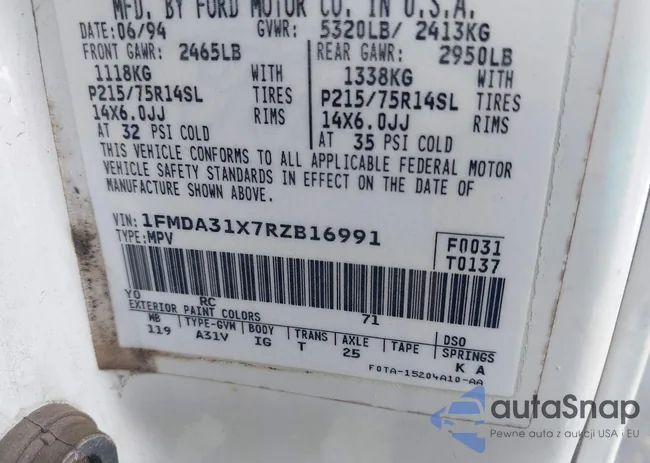 MFD. BY FORD MOTOR CO. IN U.S.A.
DATE: 06/94 GVWR: 5320LB/ 2413KG
FRONT GAWR: 2465LB REAR GAWR: 2950LB
1118KG WITH 1338KG WITH
P215/75R14SL TIRES P215/75R14SL TIRES
14X6.0JJ RIMS 14X6.0JJ RIMS
AT 32 PSI COLD AT 35 PSI COLD
THIS VEHICLE CONFORMS TO ALL APPLICABLE FEDERAL MOTOR
VEHICLE SAFETY STANDARDS IN EFFECT ON THE DATE OF
MANUFACTURE SHOWN ABOVE.
VIN: 1FMDA31X7RZB16991
TYPE: MPV
F0031
T0137
YO RC 71
EXTERIOR PAINT COLORS DSO
WB TYPE-GVW BODY TRANS AXLE TAPE SPRINGS
119 A31V IG T 25 K A
F0TA-15204A10-AA
autaSnap
Pewne auta z aukcji USA i EU